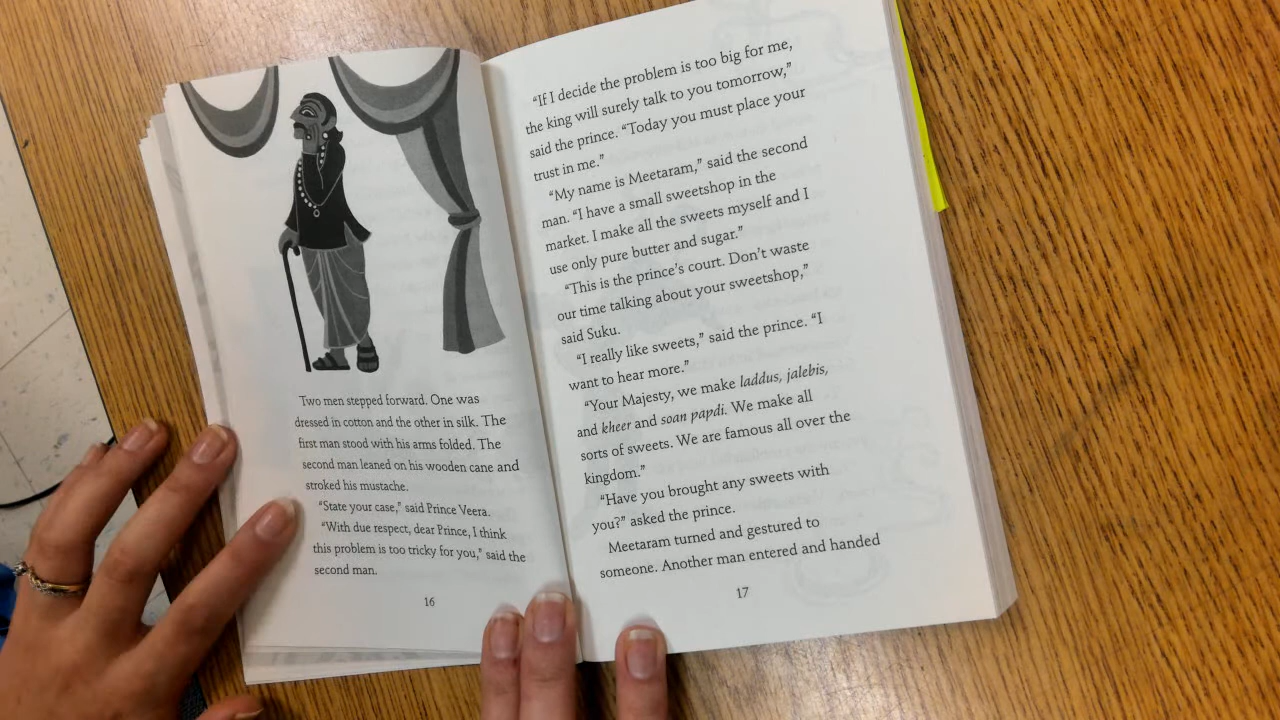 Two men stepped forward. One was
dressed in cotton and the other in silk. The
first man stood with his arms folded. The
second man leaned on his wooden cane and
stroked his mustache.
“State your case,” said Prince Veera.
“With due respect, dear Prince, I think
this problem is too tricky for you,” said the
second man.
16
“If I decide the problem is too big for me,
the king will surely talk to you tomorrow,”
said the prince. “Today you must place your
trust in me.”
“My name is Meetaram,” said the second
man. “I have a small sweetshop in the
market. I make all the sweets myself and I
use only pure butter and sugar.”
“This is the prince’s court. Don’t waste
our time talking about your sweetshop,”
said Suku.
“I really like sweets,” said the prince. “I
want to hear more.”
“Your Majesty, we make laddus, jalebis,
and kheer and soan papdi. We make all
sorts of sweets. We are famous all over the
kingdom.”
“Have you brought any sweets with
you?” asked the prince.
Meetaram turned and gestured to
someone. Another man entered and handed
17